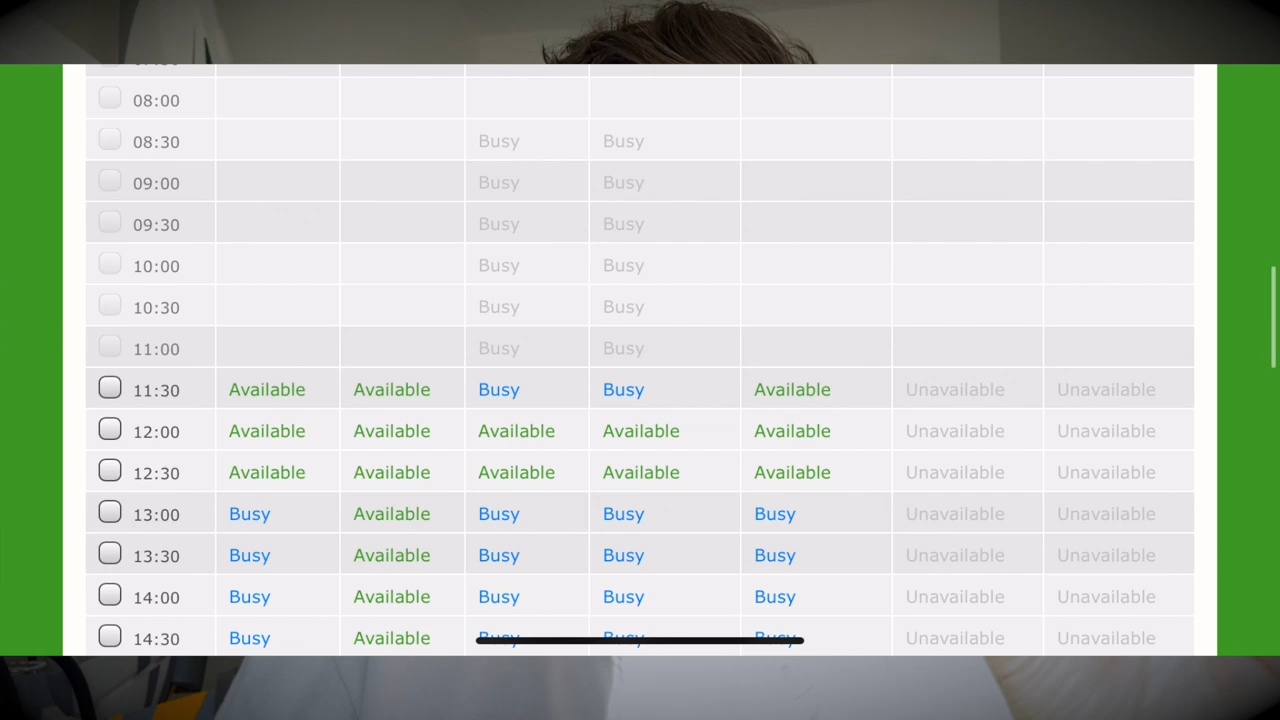 08:00
08:30 Busy Busy
09:00 Busy Busy
09:30 Busy Busy
10:00 Busy Busy
10:30 Busy Busy
11:00 Busy Busy
11:30 Available Available Busy Busy Available Unavailable Unavailable
12:00 Available Available Available Available Available Unavailable Unavailable
12:30 Available Available Available Available Available Unavailable Unavailable
13:00 Busy Available Busy Busy Busy Unavailable Unavailable
13:30 Busy Available Busy Busy Busy Unavailable Unavailable
14:00 Busy Available Busy Busy Busy Unavailable Unavailable
14:30 Busy Available Busy Busy Busy Unavailable Unavailable